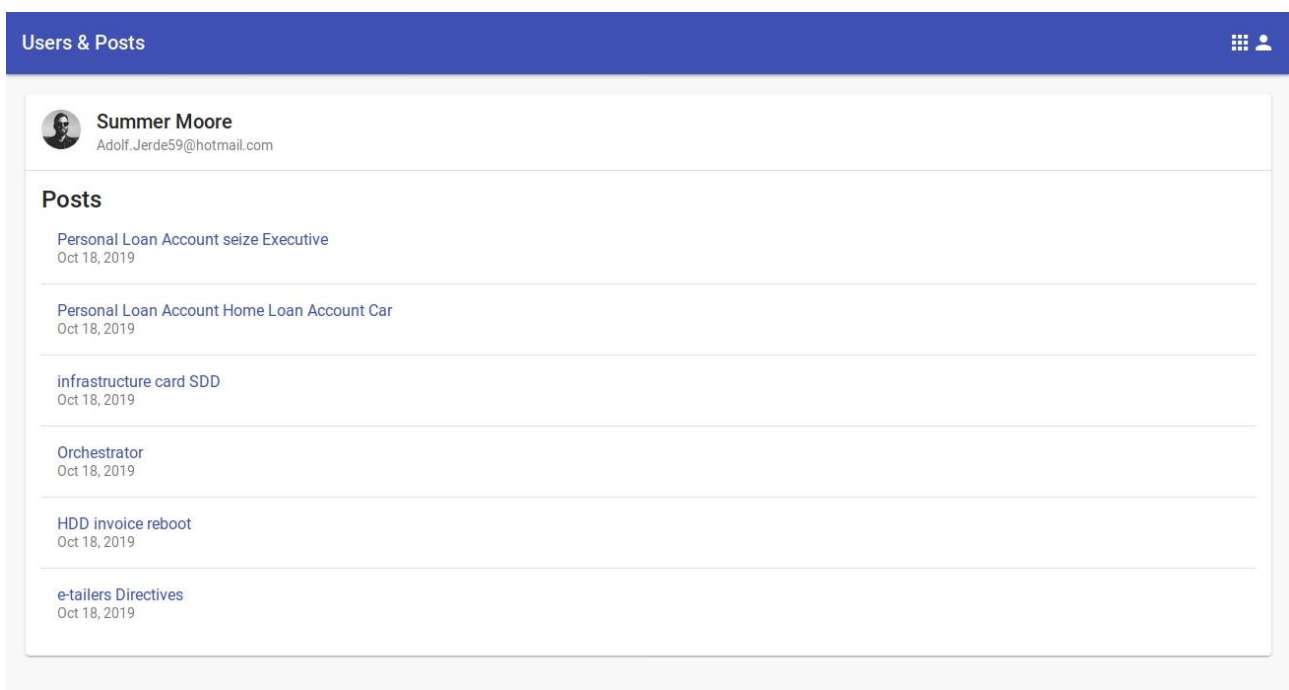 Users & Posts
Summer Moore
Adolf.Jerde59@hotmail.com
Posts
Personal Loan Account seize Executive
Oct 18, 2019
Personal Loan Account Home Loan Account Car
Oct 18, 2019
infrastructure card SDD
Oct 18, 2019
Orchestrator
Oct 18, 2019
HDD invoice reboot
Oct 18, 2019
e-tailers Directives
Oct 18, 2019